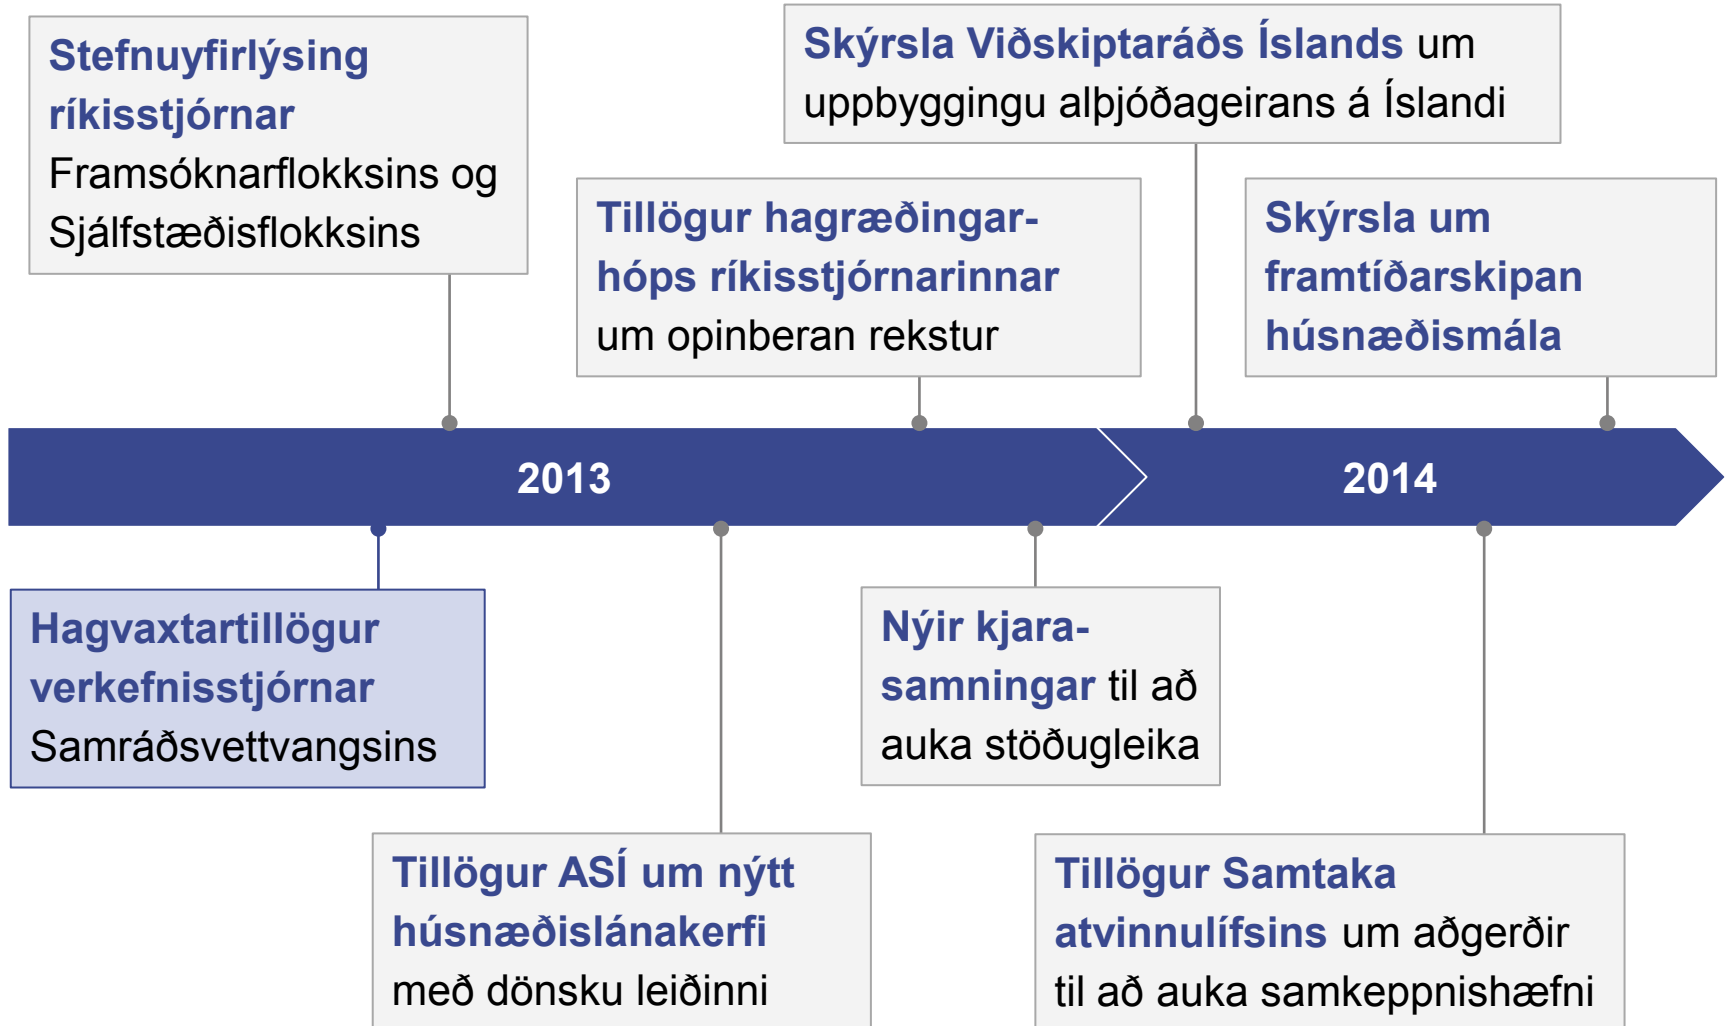 Stefnuyfirlýsing
ríkisstjórnar
Framsóknarflokksins og
Sjálfstæðisflokksins
Skýrsla Viðskiptaráðs Íslands um
uppbyggingu alþjóðageirans á Íslandi
Tillögur hagræðingar-
hóps ríkisstjórnarinnar
um opinberan rekstur
Skýrsla um
framtíðarskipan
húsnæðismála
2013
2014
Hagvaxtartillögur
verkefnisstjórnar
Samráðsvettvangsins
Nýir kjara-
samningar til að
auka stöðugleika
Tillögur ASÍ um nýtt
húsnæðislánakerfi
með dönsku leiðinni
Tillögur Samtaka
atvinnulífsins um aðgerðir
til að auka samkeppnishæfni